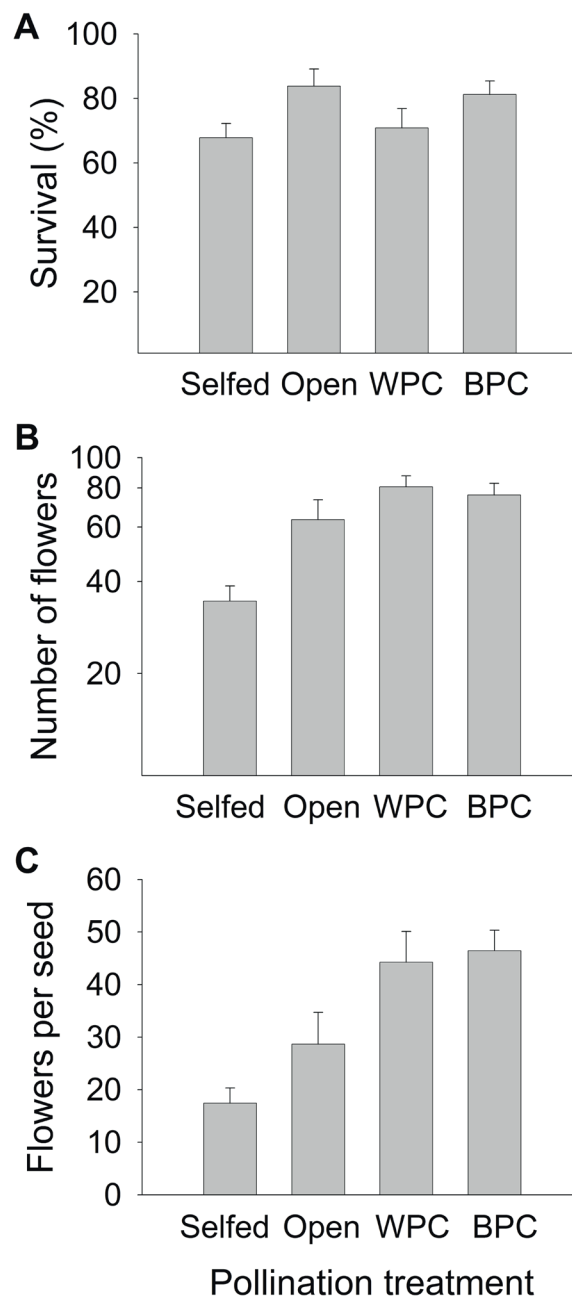 A
Survival (%)
100
80
60
40
20
Selfed Open WPC BPC
B
Number of flowers
100
80
60
40
20
Selfed Open WPC BPC
C
Flowers per seed
60
50
40
30
20
10
0
Selfed Open WPC BPC
Pollination treatment